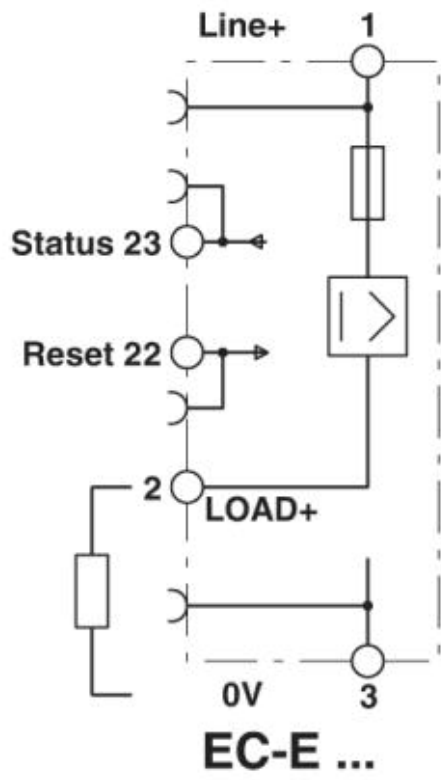 Line+ 1
Status 23
Reset 22
2
LOAD+
0V 3
EC-E ...